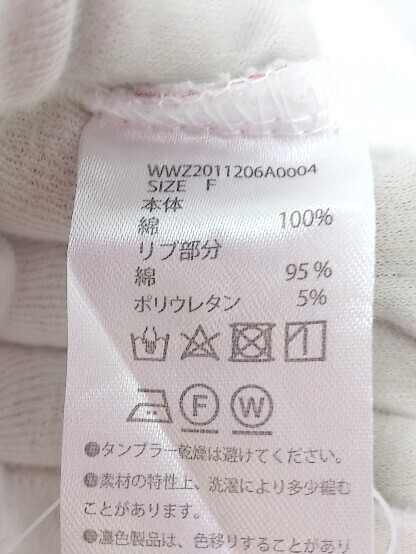 WWZ2011206A0004
SIZE F
本体
綿 100%
リブ部分
綿 95%
ポリウレタン 5%
F W
●タンブラー乾燥は避けてください。
●素材の特性上、洗濯により多少縮む
ことがあります。
●濃色製品は、色移りすることがあり